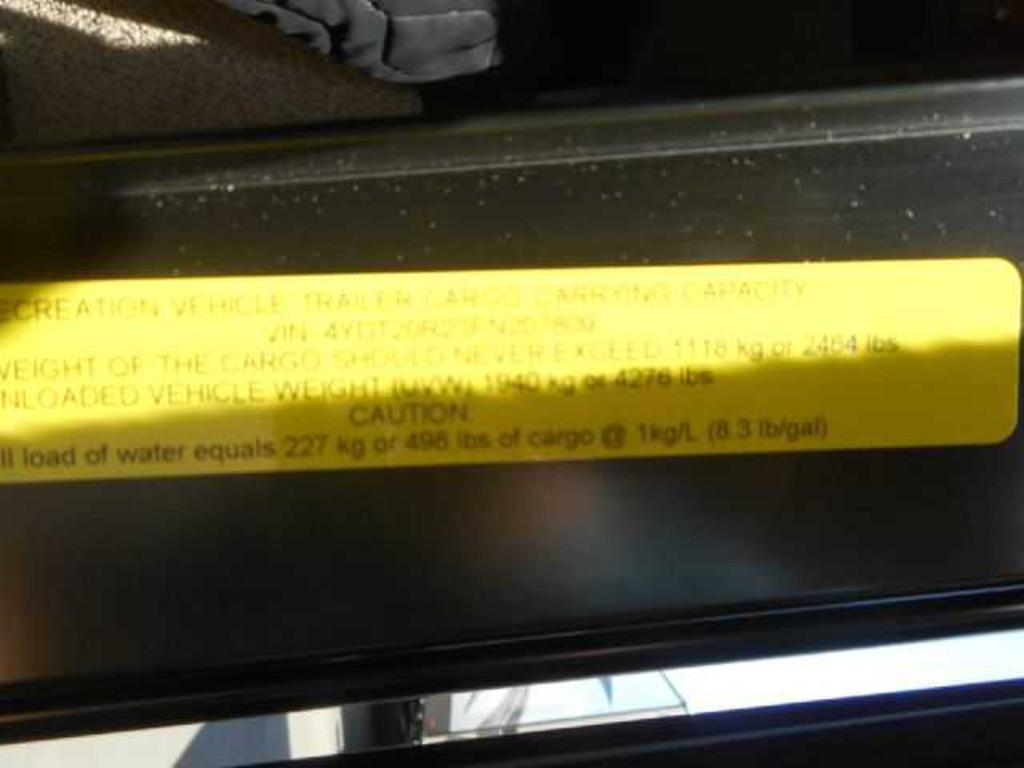 ECREATION VEHICLE TRAILER CARGO CARRYING CAPACITY
VIN 4YDT20R23FN207809
WEIGHT OF THE CARGO SHOULD NEVER EXCEED 1118 kg or 2464 lbs
NLOADED VEHICLE WEIGHT (UVW) 1940 kg or 4276 lbs
CAUTION:
ll load of water equals 227 kg or 498 lbs of cargo @ 1kg/L (8.3 lb/gal)